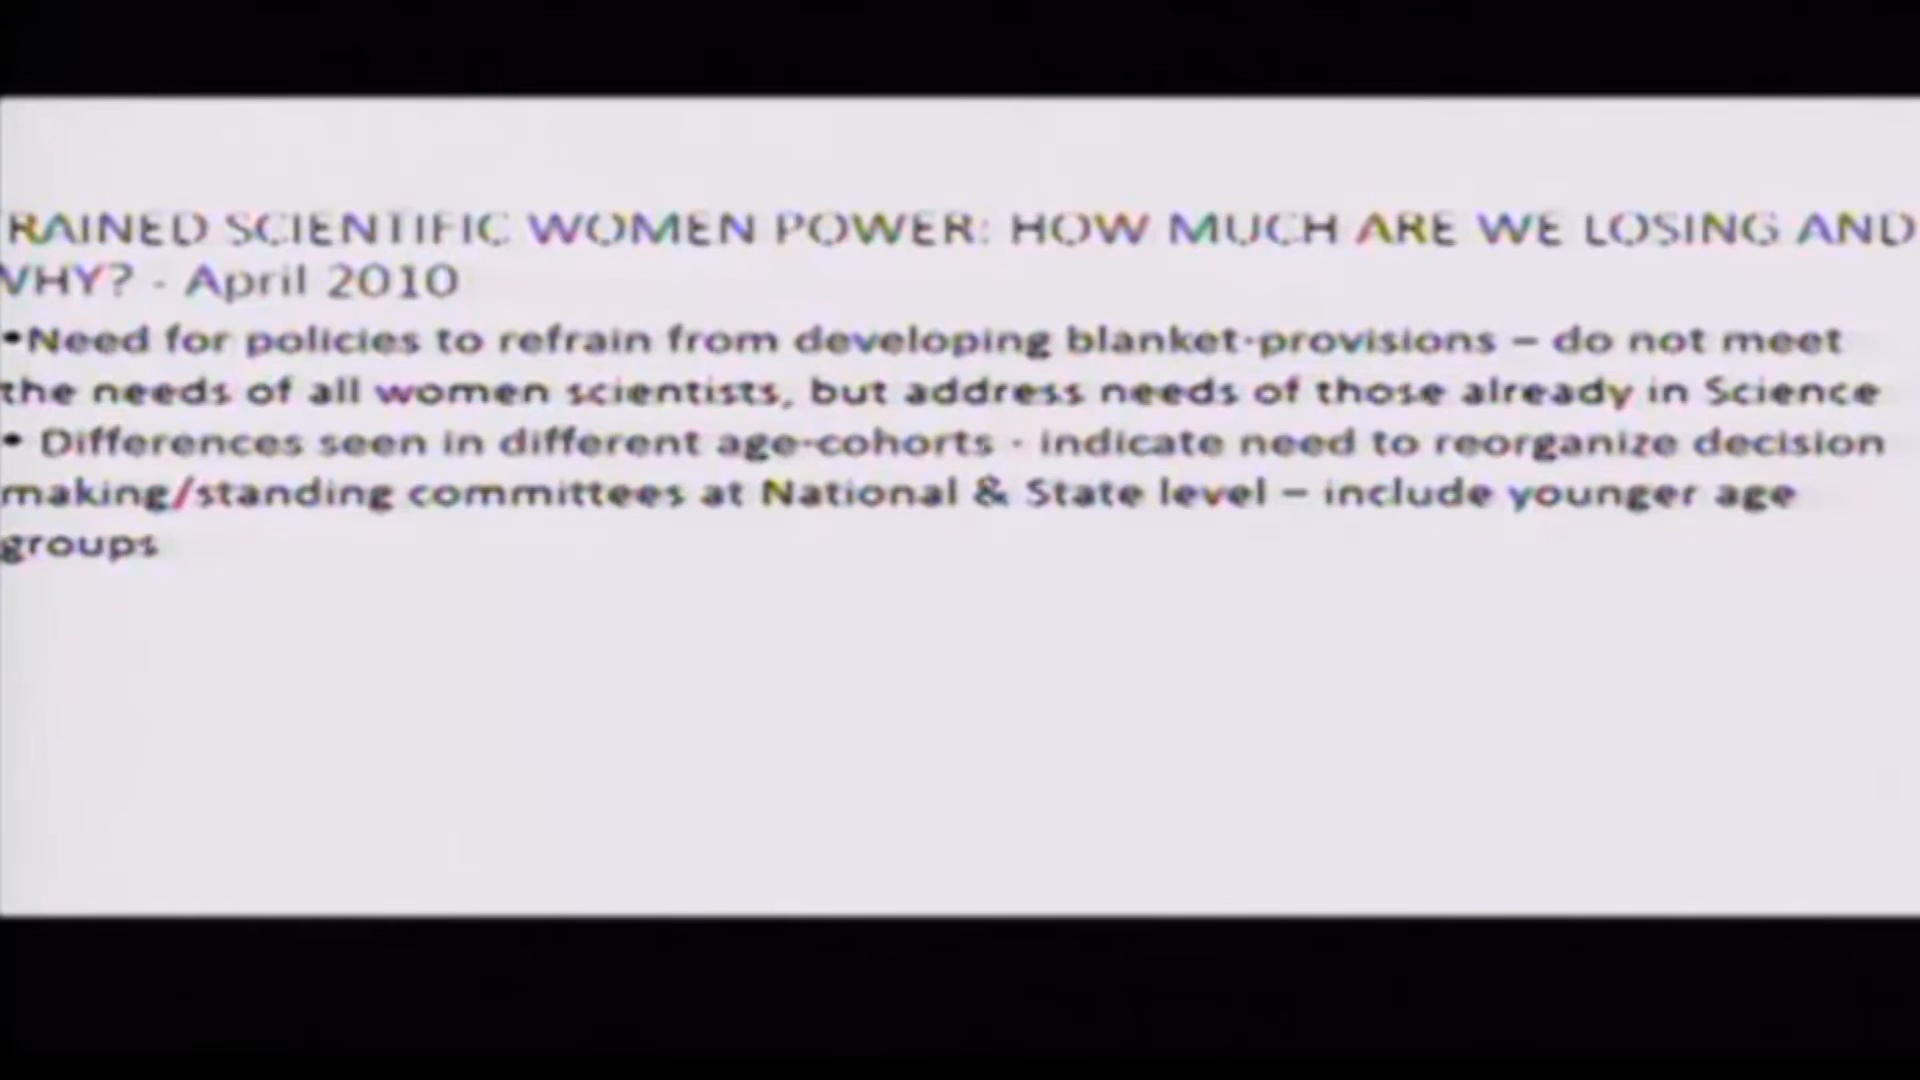 RAINED SCIENTIFIC WOMEN POWER: HOW MUCH ARE WE LOSING AND
WHY? - April 2010
•Need for policies to refrain from developing blanket-provisions – do not meet
the needs of all women scientists, but address needs of those already in Science
• Differences seen in different age-cohorts - indicate need to reorganize decision
making/standing committees at National & State level – include younger age
groups